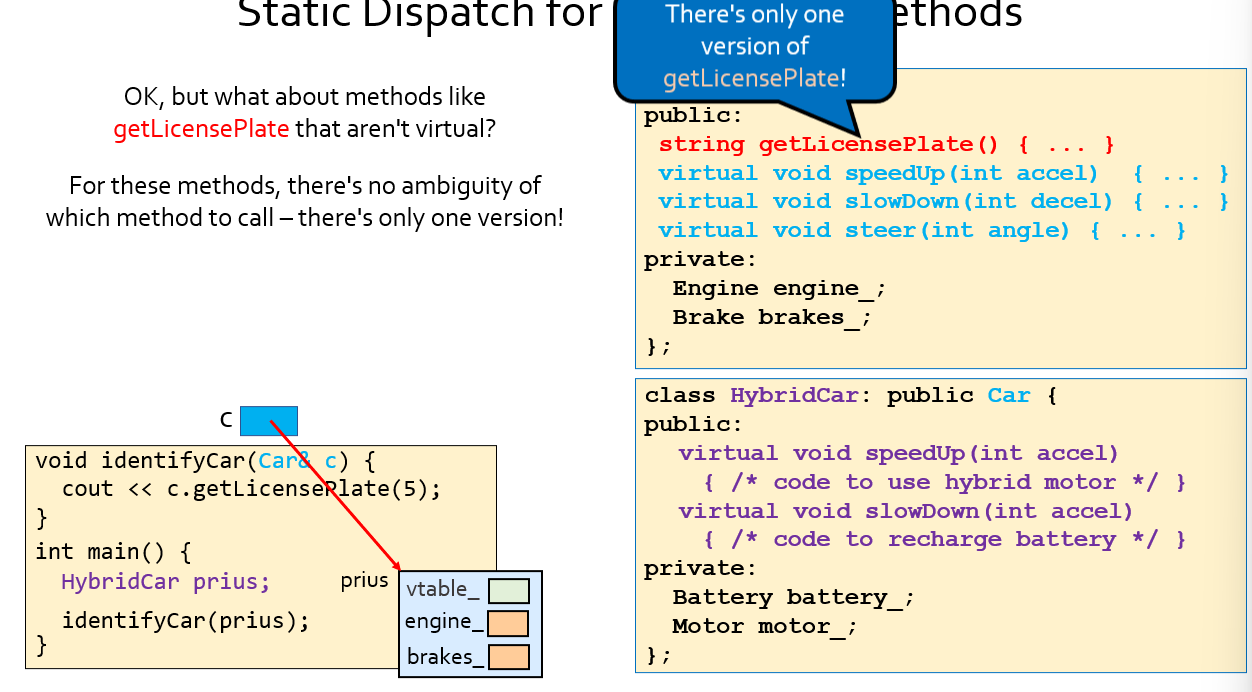 Static Dispatch for
ethods
There's only one
version of
getLicensePlate!
OK, but what about methods like
getLicensePlate that aren't virtual?
For these methods, there's no ambiguity of
which method to call – there's only one version!
public:
string getLicensePlate() { ... }
virtual void speedUp(int accel) { ... }
virtual void slowDown(int decel) { ... }
virtual void steer(int angle) { ... }
private:
Engine engine_;
Brake brakes_;
};
class HybridCar: public Car {
public:
virtual void speedUp(int accel)
{ /* code to use hybrid motor */ }
virtual void slowDown(int accel)
{ /* code to recharge battery */ }
private:
Battery battery_;
Motor motor_;
};
c
void identifyCar(Car& c) {
cout << c.getLicensePlate(5);
}
int main() {
HybridCar prius;
identifyCar(prius);
}
prius
vtable_
engine_
brakes_